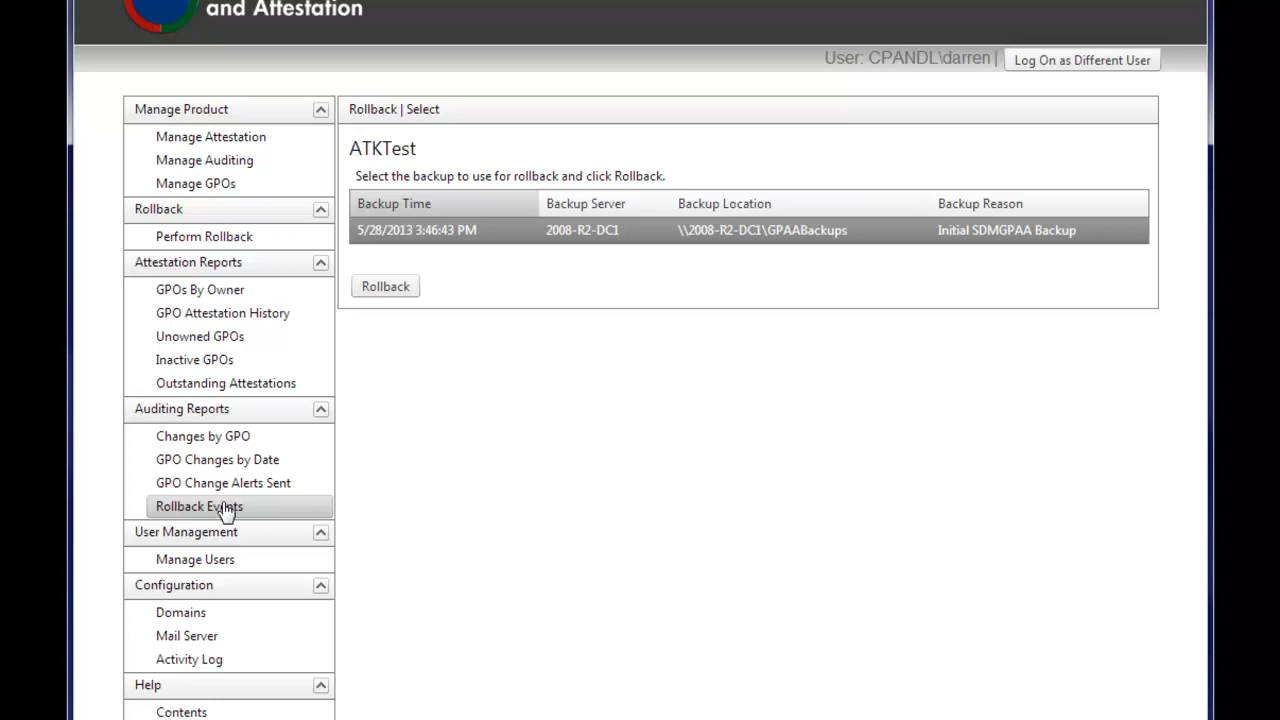 and Attestation
User: CPANDL\darren |
Log On as Different User
Manage Product
Manage Attestation
Manage Auditing
Manage GPOs
Rollback
Perform Rollback
Attestation Reports
GPOs By Owner
GPO Attestation History
Unowned GPOs
Inactive GPOs
Outstanding Attestations
Auditing Reports
Changes by GPO
GPO Changes by Date
GPO Change Alerts Sent
Rollback Events
User Management
Manage Users
Configuration
Domains
Mail Server
Activity Log
Help
Contents
Rollback | Select
ATKTest
Select the backup to use for rollback and click Rollback.
Backup Time Backup Server Backup Location Backup Reason
5/28/2013 3:46:43 PM 2008-R2-DC1 \\2008-R2-DC1\GPAABackups Initial SDMGPAA Backup
Rollback